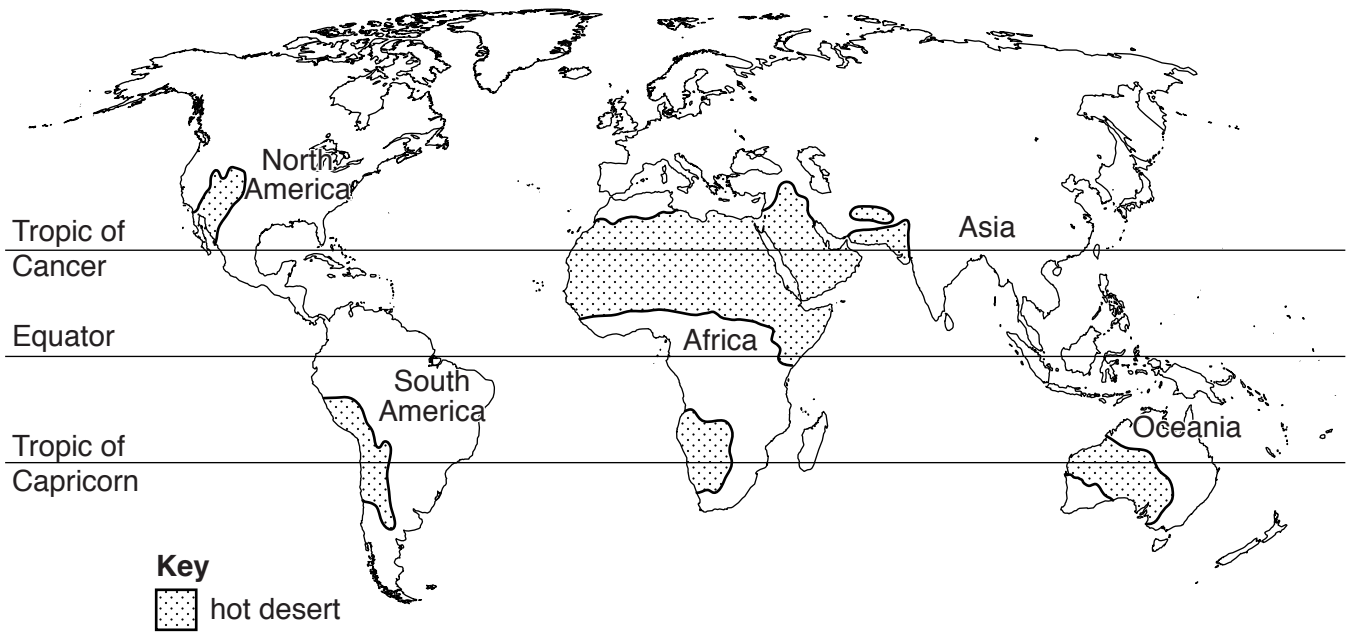 North
America
Tropic of
Cancer
Asia
Equator
Africa
South
America
Tropic of
Capricorn
Oceania
Key
hot desert